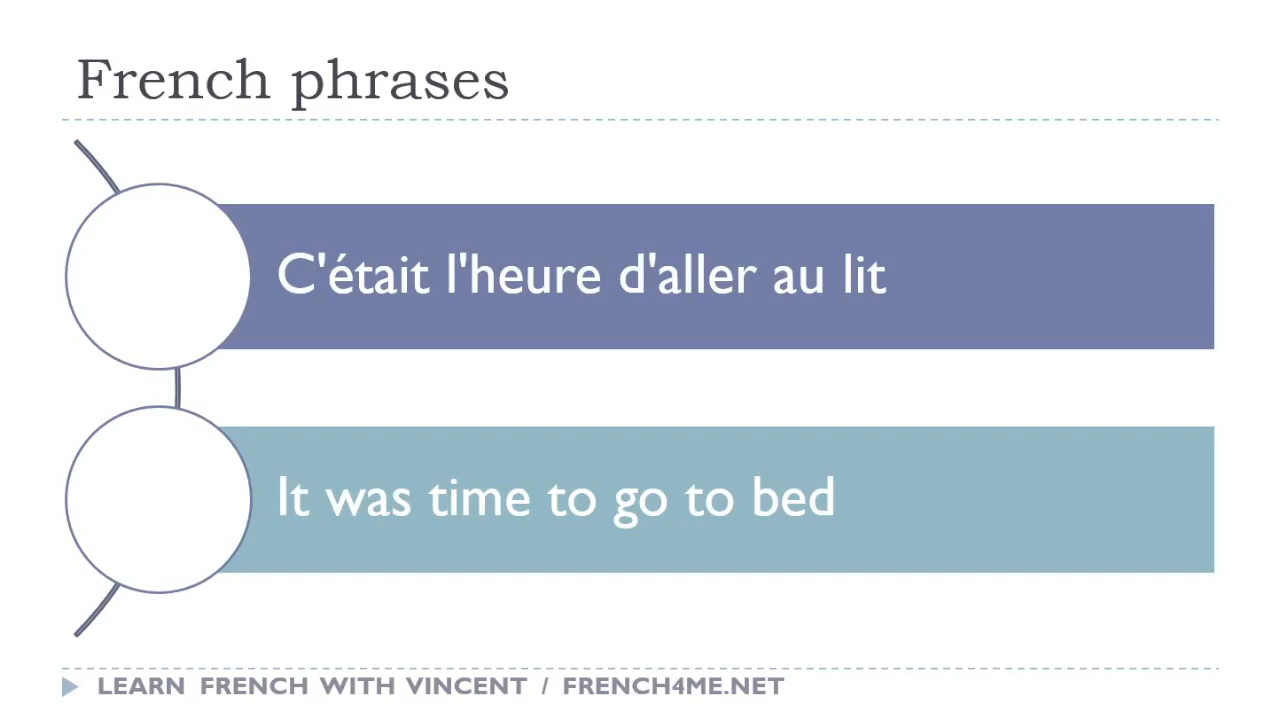 French phrases
C'était l'heure d'aller au lit
It was time to go to bed
LEARN FRENCH WITH VINCENT / FRENCH4ME.NET